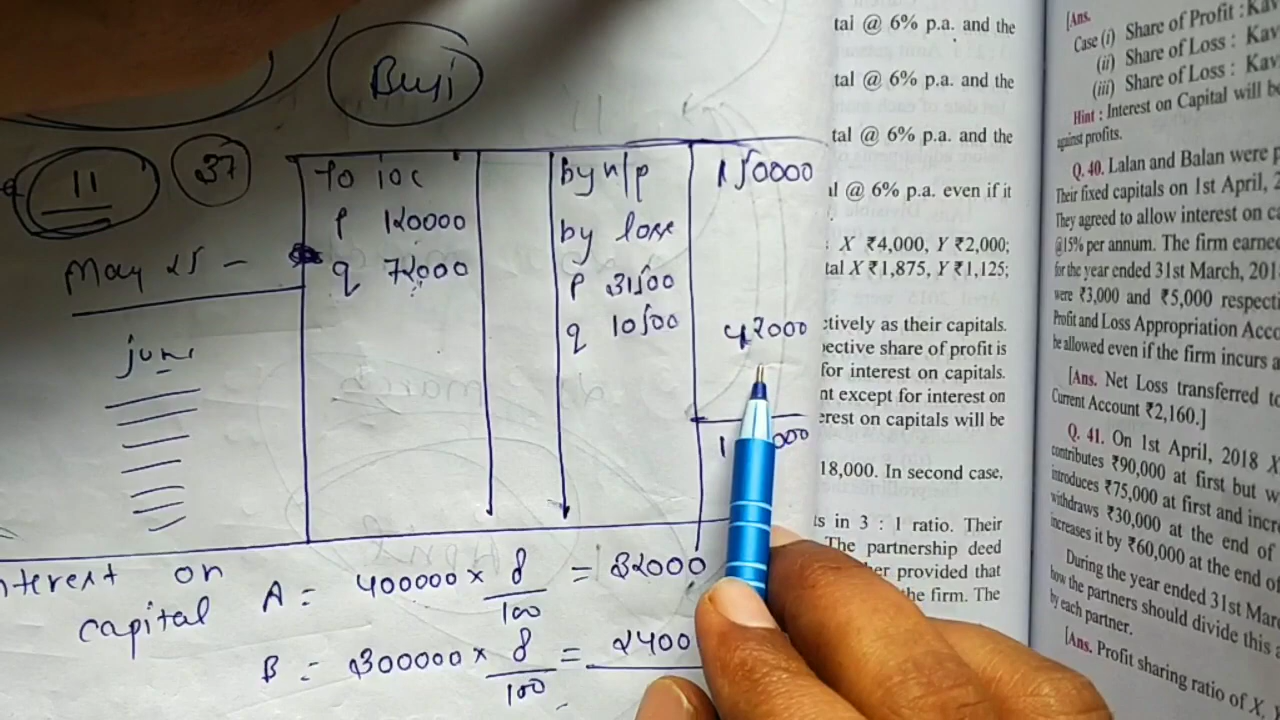 Buji
11
37
To ioc
by n/p 150000
p 120000
by loss
q 72000
p 31500
q 10500
42000
1 000
May 25 -
june
nterest on
capital
A = 400000 × 8/100 = 32000
B = 300000 × 8/100 = 2400
tal @ 6% p.a. and the
tal @ 6% p.a. and the
tal @ 6% p.a. and the
al @ 6% p.a. even if it
X ₹4,000, Y ₹2,000;
tal X ₹1,875, Y ₹1,125;
ctively as their capitals.
pective share of profit is
for interest on capitals.
nt except for interest on
erest on capitals will be
18,000. In second case,
ts in 3 : 1 ratio. Their
The partnership deed
her provided that
the firm. The
[Ans.
Case (i) Share of Profit : Kav
(ii) Share of Loss : Kav
(iii) Share of Loss : Kav
Hint : Interest on Capital will be
against profits.
Q. 40. Lalan and Balan were p
Their fixed capitals on 1st April, 2
They agreed to allow interest on ca
@15% per annum. The firm earne
for the year ended 31st March, 201
were ₹3,000 and ₹5,000 respecti
Profit and Loss Appropriation Acco
be allowed even if the firm incurs a
[Ans. Net Loss transferred to
Current Account ₹2,160.]
Q. 41. On 1st April, 2018 X
contributes ₹90,000 at first but w
introduces ₹75,000 at first and incr
withdraws ₹30,000 at the end of
increases it by ₹60,000 at the end of
During the year ended 31st Marc
how the partners should divide this a
by each partner.
[Ans. Profit sharing ratio of X, Y